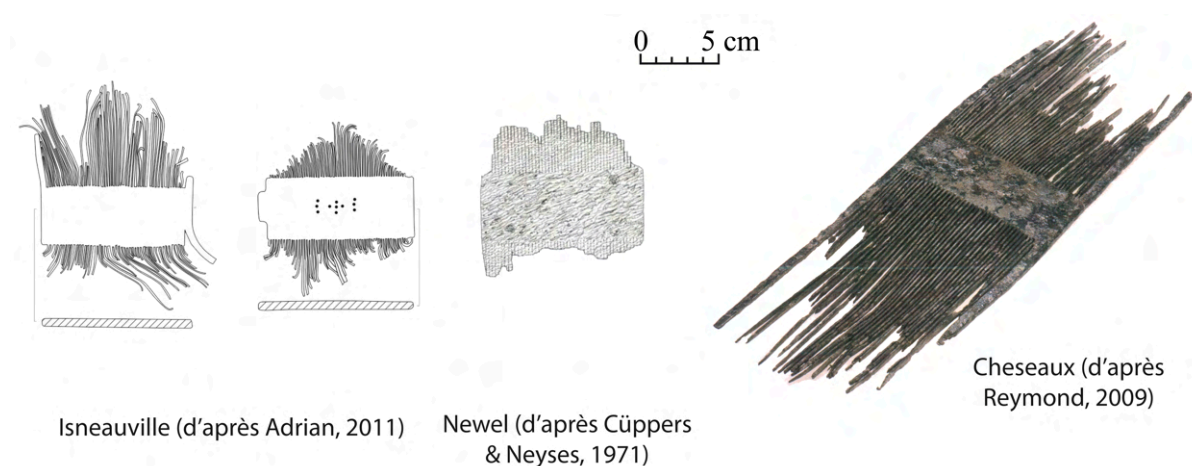 0 5 cm
Isneauville (d'après Adrian, 2011)
Newel (d'après Cüppers
& Neyses, 1971)
Cheseaux (d'après
Reymond, 2009)